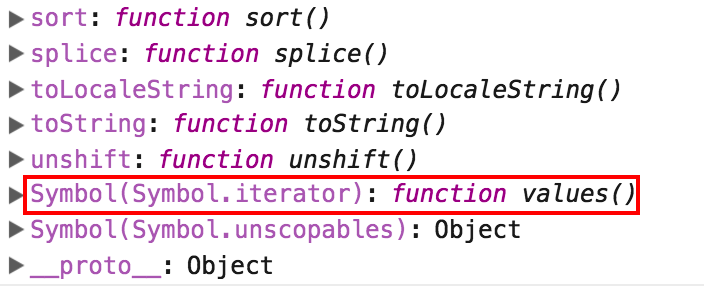 sort: function sort()
splice: function splice()
toLocaleString: function toLocaleString()
toString: function toString()
unshift: function unshift()
Symbol(Symbol.iterator): function values()
Symbol(Symbol.unscopables): Object
__proto__: Object